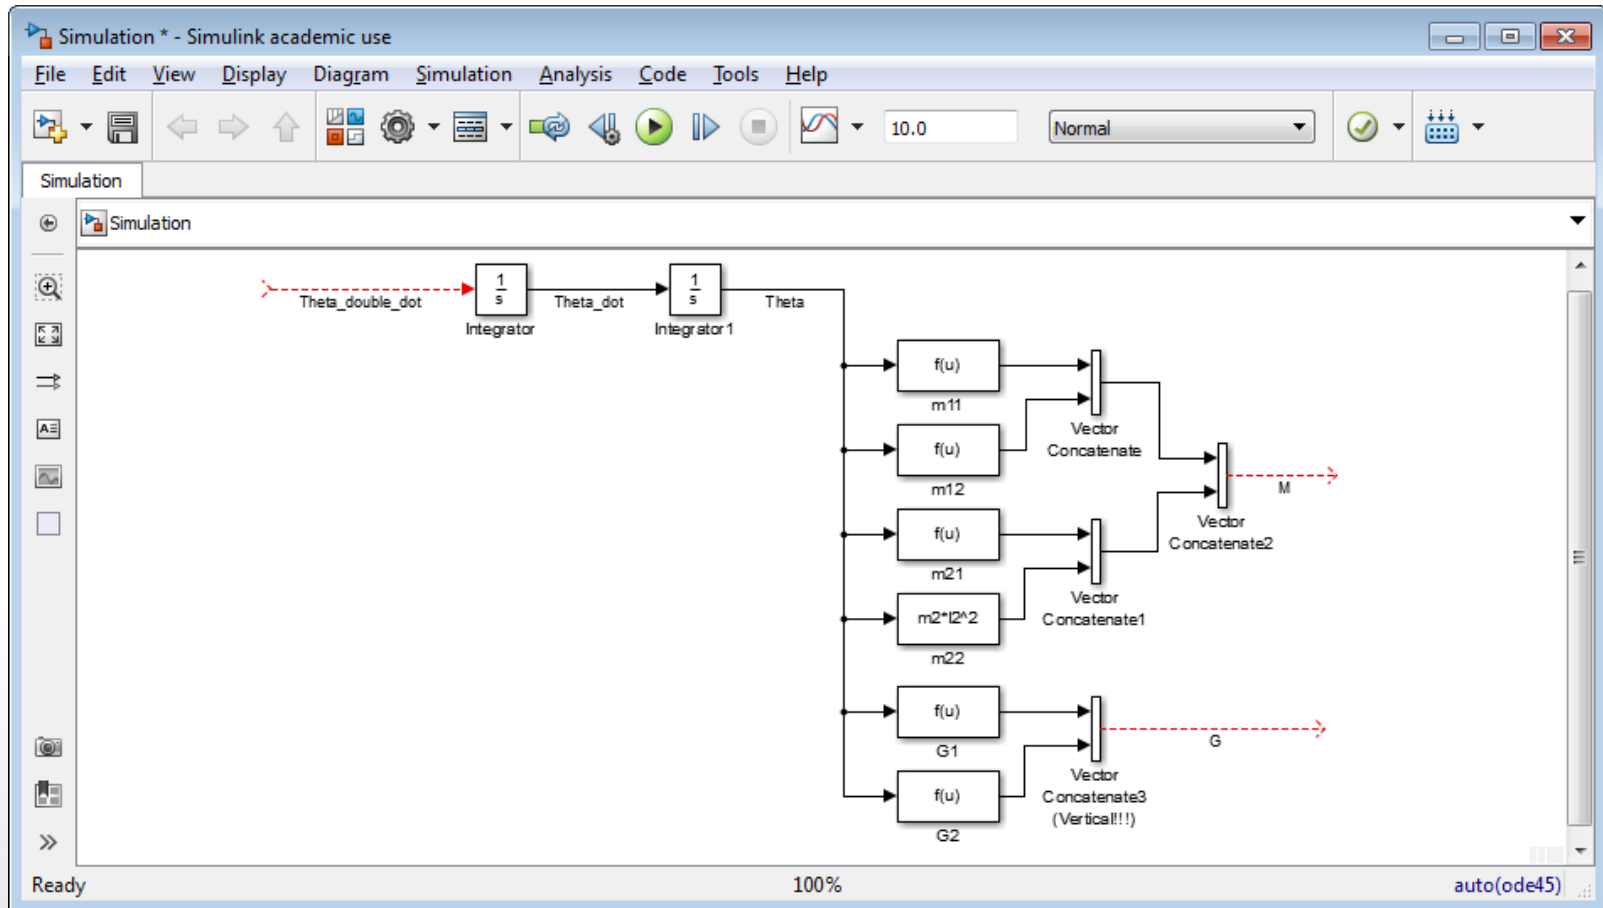 Simulation * - Simulink academic use
File Edit View Display Diagram Simulation Analysis Code Tools Help
10.0 Normal
Simulation
Simulation
1
s
1
s
Theta_double_dot Theta_dot Theta
Integrator Integrator1
f(u)
m11
Vector
Concatenate
f(u)
m12
M
Vector
Concatenate2
f(u)
m21
Vector
Concatenate1
m2*l2^2
m22
f(u)
G1
G
Vector
Concatenate3
(Vertical!!!)
f(u)
G2
Ready 100% auto(ode45)